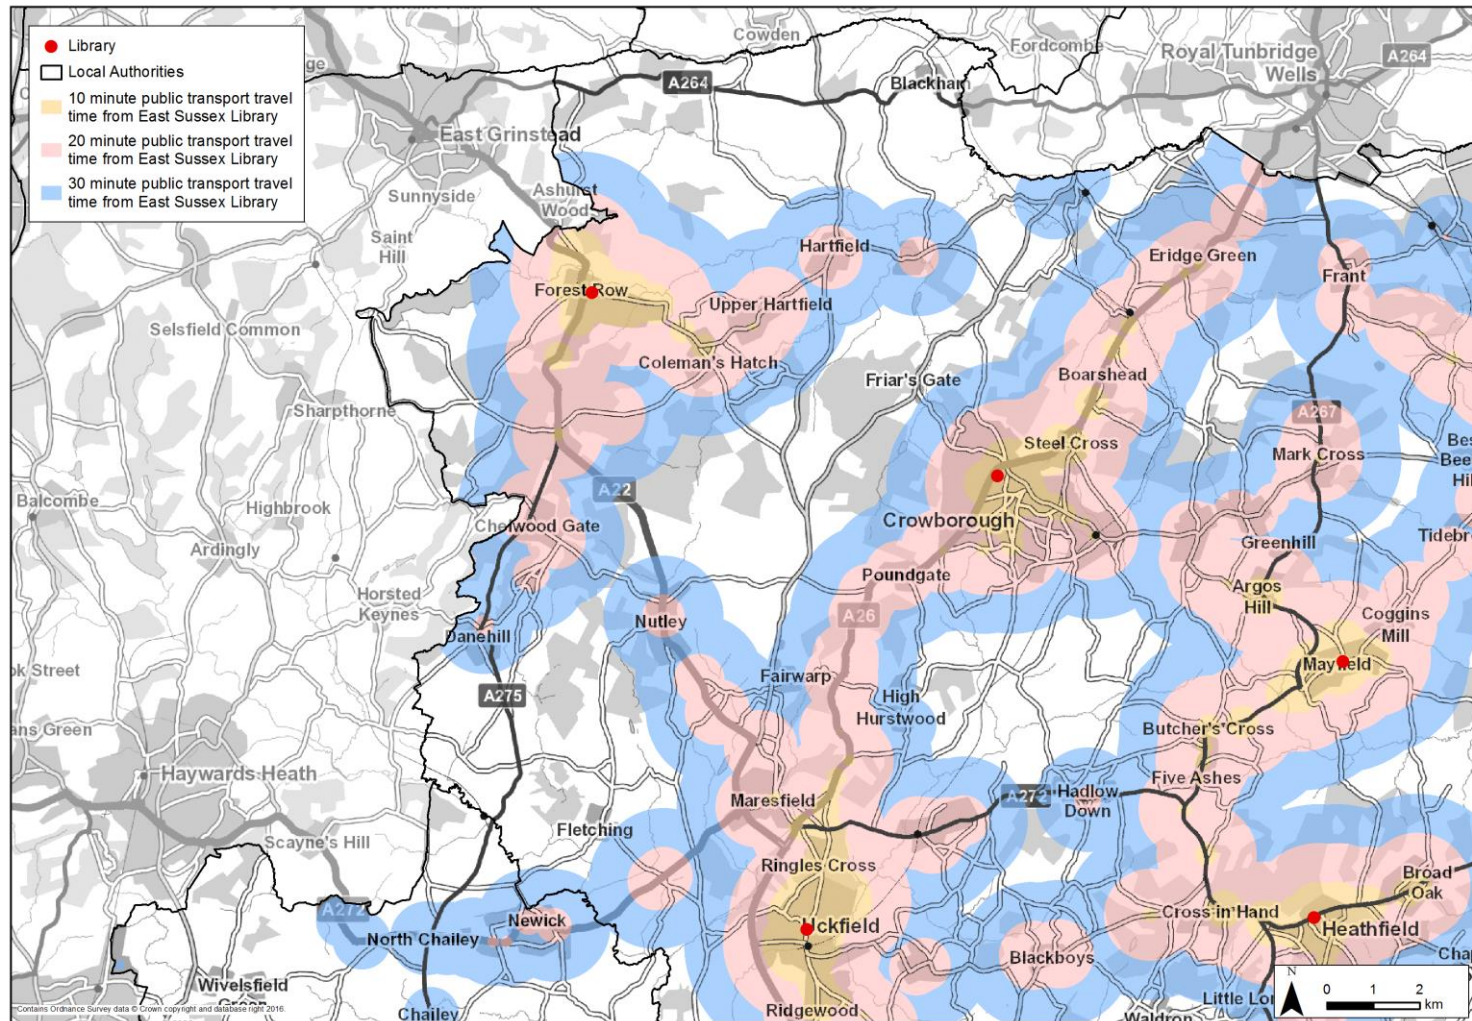 Library
Local Authorities
10 minute public transport travel
time from East Sussex Library
20 minute public transport travel
time from East Sussex Library
30 minute public transport travel
time from East Sussex Library
Cowden
Fordcombe
Royal Tunbridge
Wells
A264
A264
Blackham
East Grinstead
Sunnyside
Ashurst
Wood
Saint
Hill
Hartfield
Eridge Green
Frant
Forest Row
Upper Hartfield
Selsfield Common
Coleman's Hatch
Friar's Gate
Boarshead
Sharpthorne
A267
Steel Cross
Mark Cross
A22
Balcombe
Highbrook
Chelwood Gate
Crowborough
Ardingly
Greenhill
Poundgate
Argos
Hill
Horsted
Keynes
Nutley
A26
Coggins
Mill
Danehill
Mayfield
Fairwarp
A275
High
Hurstwood
Butcher's Cross
Haywards Heath
Five Ashes
Maresfield
A272
Hadlow
Down
Fletching
Scayne's Hill
Ringles Cross
Broad
Oak
A272
Newick
Cross in Hand
North Chailey
Uckfield
Heathfield
Blackboys
Wivelsfield
Green
Chailey
Ridgewood
Waldron
N
0 1 2
km
Contains Ordnance Survey data © Crown copyright and database right 2016.